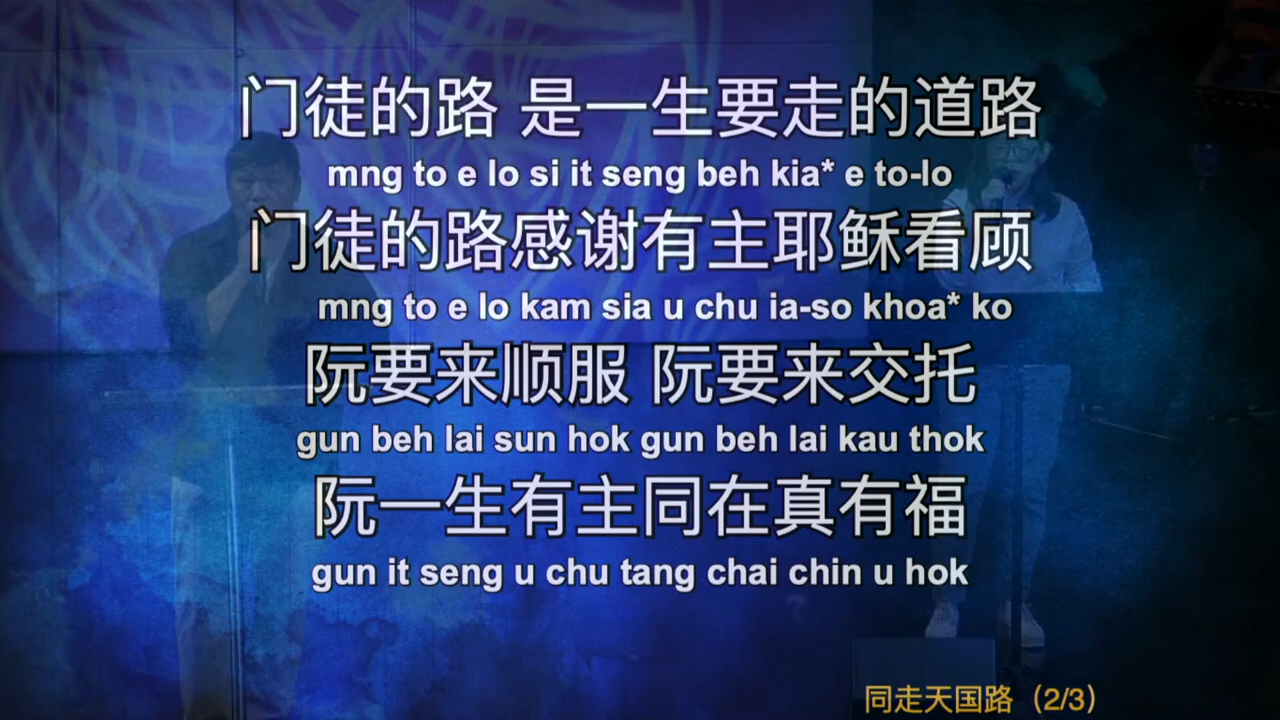 门徒的路 是一生要走的道路
mng to e lo si it seng beh kia* e to-lo
门徒的路感谢有主耶稣看顾
mng to e lo kam sia u chu ia-so khoa* ko
阮要来顺服 阮要来交托
gun beh lai sun hok gun beh lai kau thok
阮一生有主同在真有福
gun it seng u chu tang chai chin u hok
同走天国路（2/3）